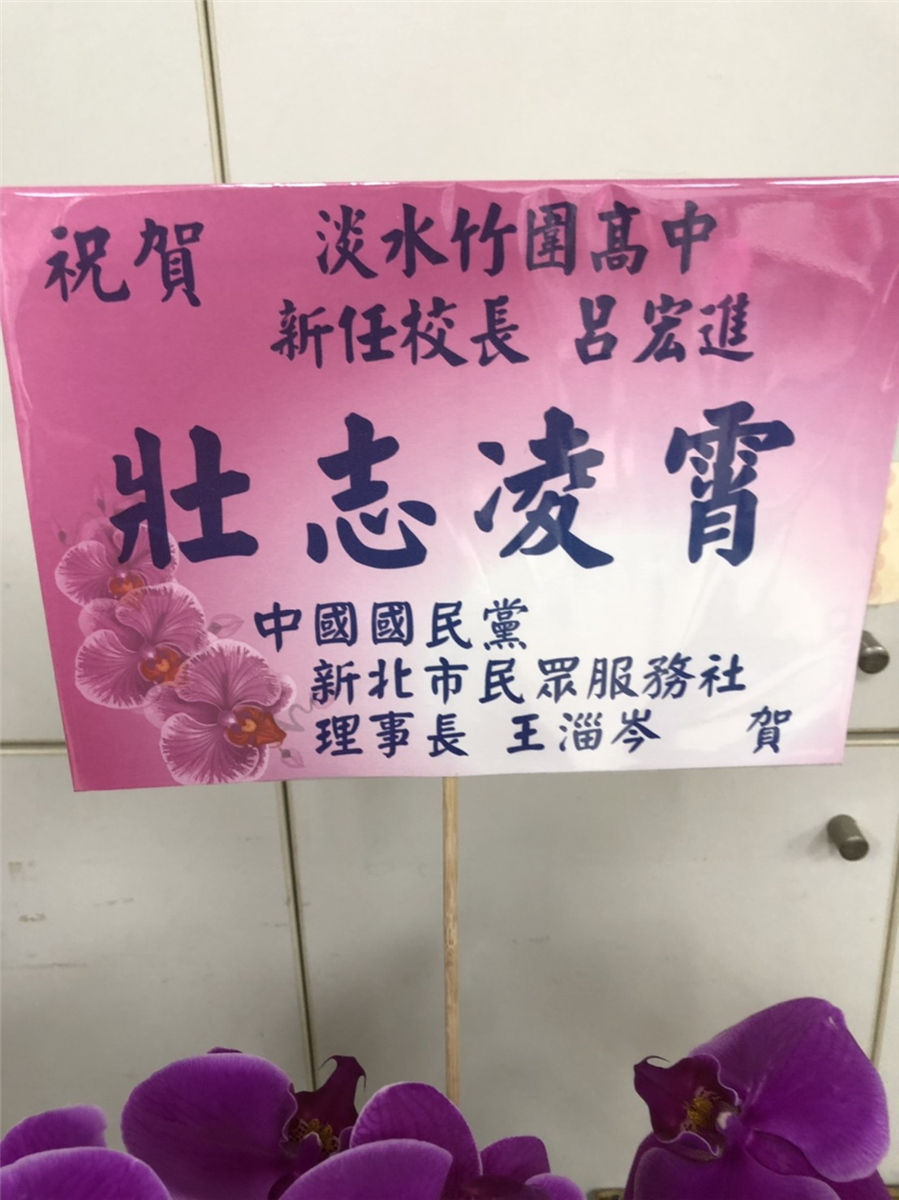 祝賀 淡水竹圍高中
新任校長 呂宏進
壯志凌霄
中國國民黨
新北市民眾服務社
理事長 王淄岑 賀